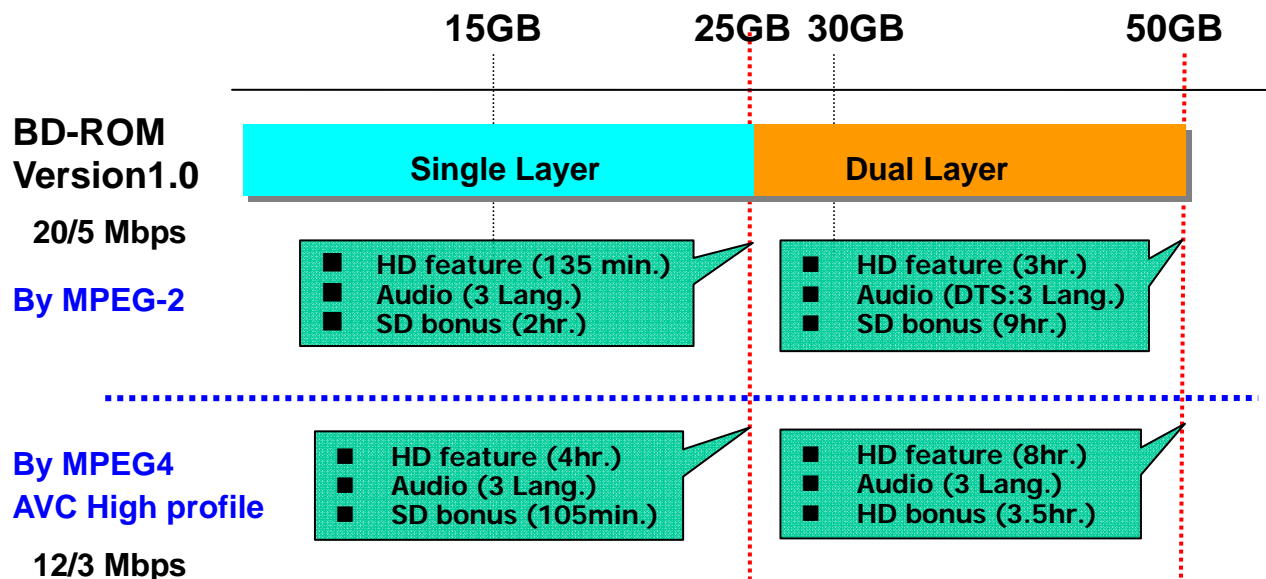 15GB 25GB 30GB 50GB
BD-ROM
Version1.0
Single Layer
Dual Layer
20/5 Mbps
By MPEG-2
■ HD feature (135 min.)
■ Audio (3 Lang.)
■ SD bonus (2hr.)
■ HD feature (3hr.)
■ Audio (DTS:3 Lang.)
■ SD bonus (9hr.)
By MPEG4
AVC High profile
12/3 Mbps
■ HD feature (4hr.)
■ Audio (3 Lang.)
■ SD bonus (105min.)
■ HD feature (8hr.)
■ Audio (3 Lang.)
■ HD bonus (3.5hr.)